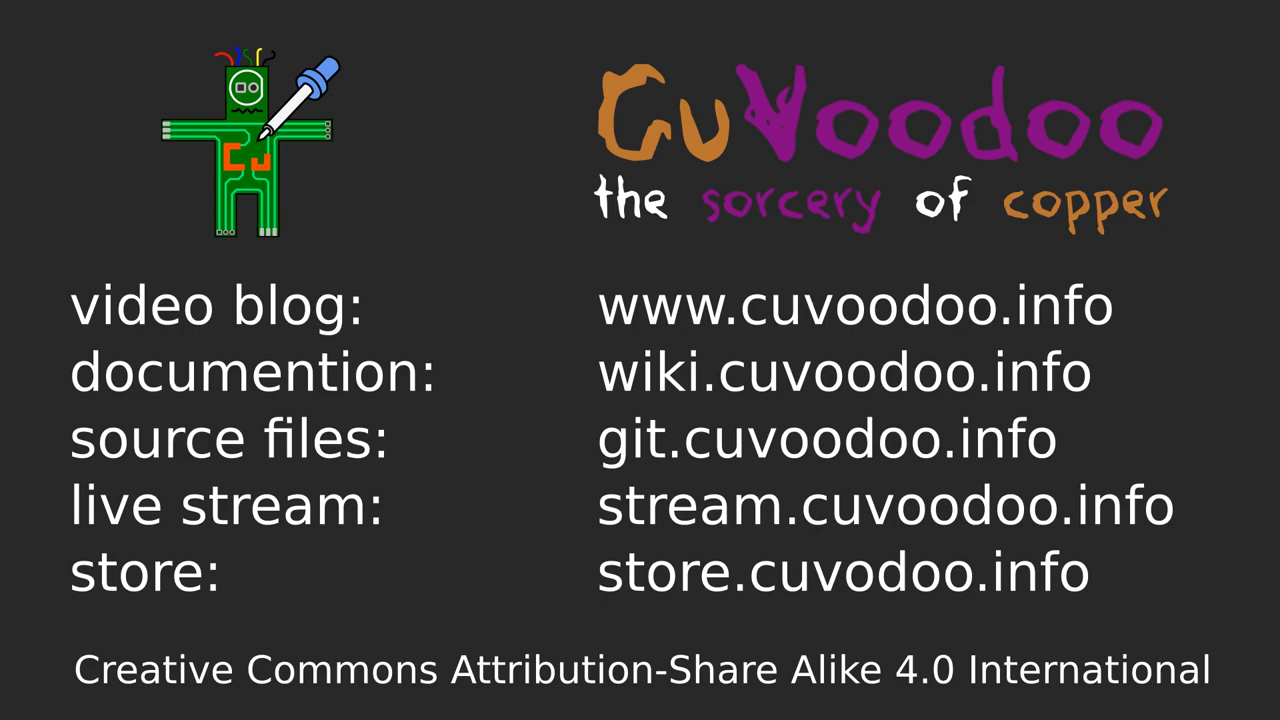 Cu
CuVoodoo
the sorcery of copper
video blog: www.cuvoodoo.info
documention: wiki.cuvoodoo.info
source files: git.cuvoodoo.info
live stream: stream.cuvoodoo.info
store: store.cuvodoo.info
Creative Commons Attribution-Share Alike 4.0 International